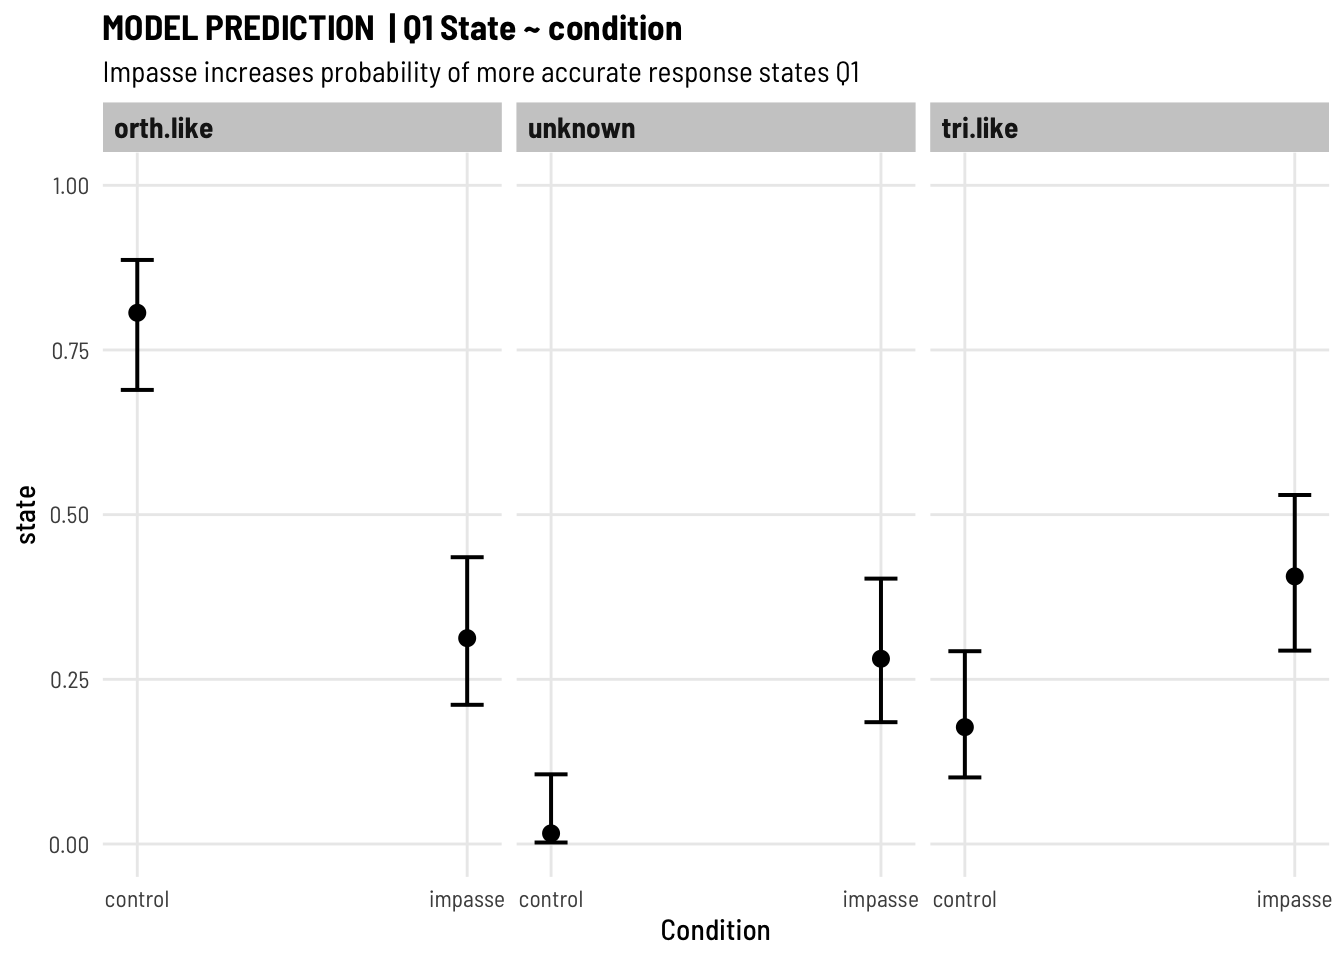 MODEL PREDICTION | Q1 State ~ condition
Impasse increases probability of more accurate response states Q1
orth.like
unknown
tri.like
1.00
0.75
0.50
0.25
0.00
state
control
impasse
control
impasse
control
impasse
Condition